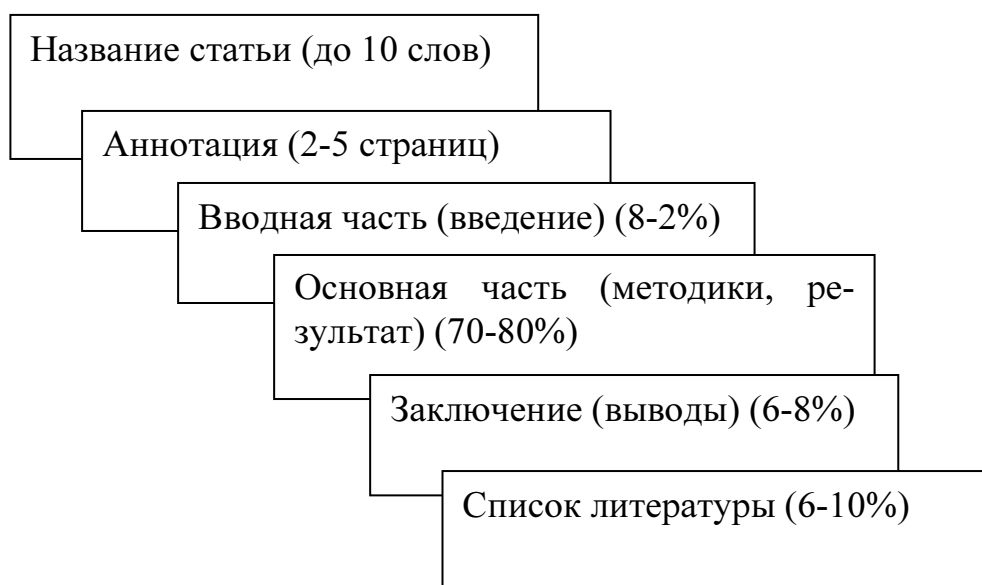 Название статьи (до 10 слов)
Аннотация (2-5 страниц)
Вводная часть (введение) (8-2%)
Основная часть (методики, ре-
зультат) (70-80%)
Заключение (выводы) (6-8%)
Список литературы (6-10%)